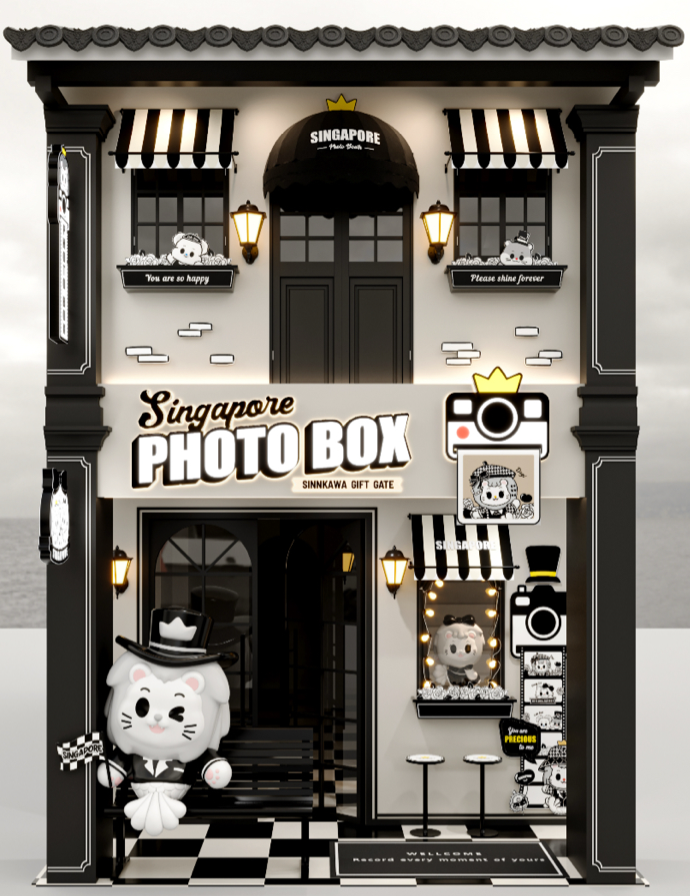 SINGAPORE
Photo Booth
You are so happy
Please shine forever
Singapore
PHOTO BOX
SINNKAWA GIFT GATE
SINGAPORE
SINGAPORE
You are
PRECIOUS
to me
WELLCOME
Record every moment of yours